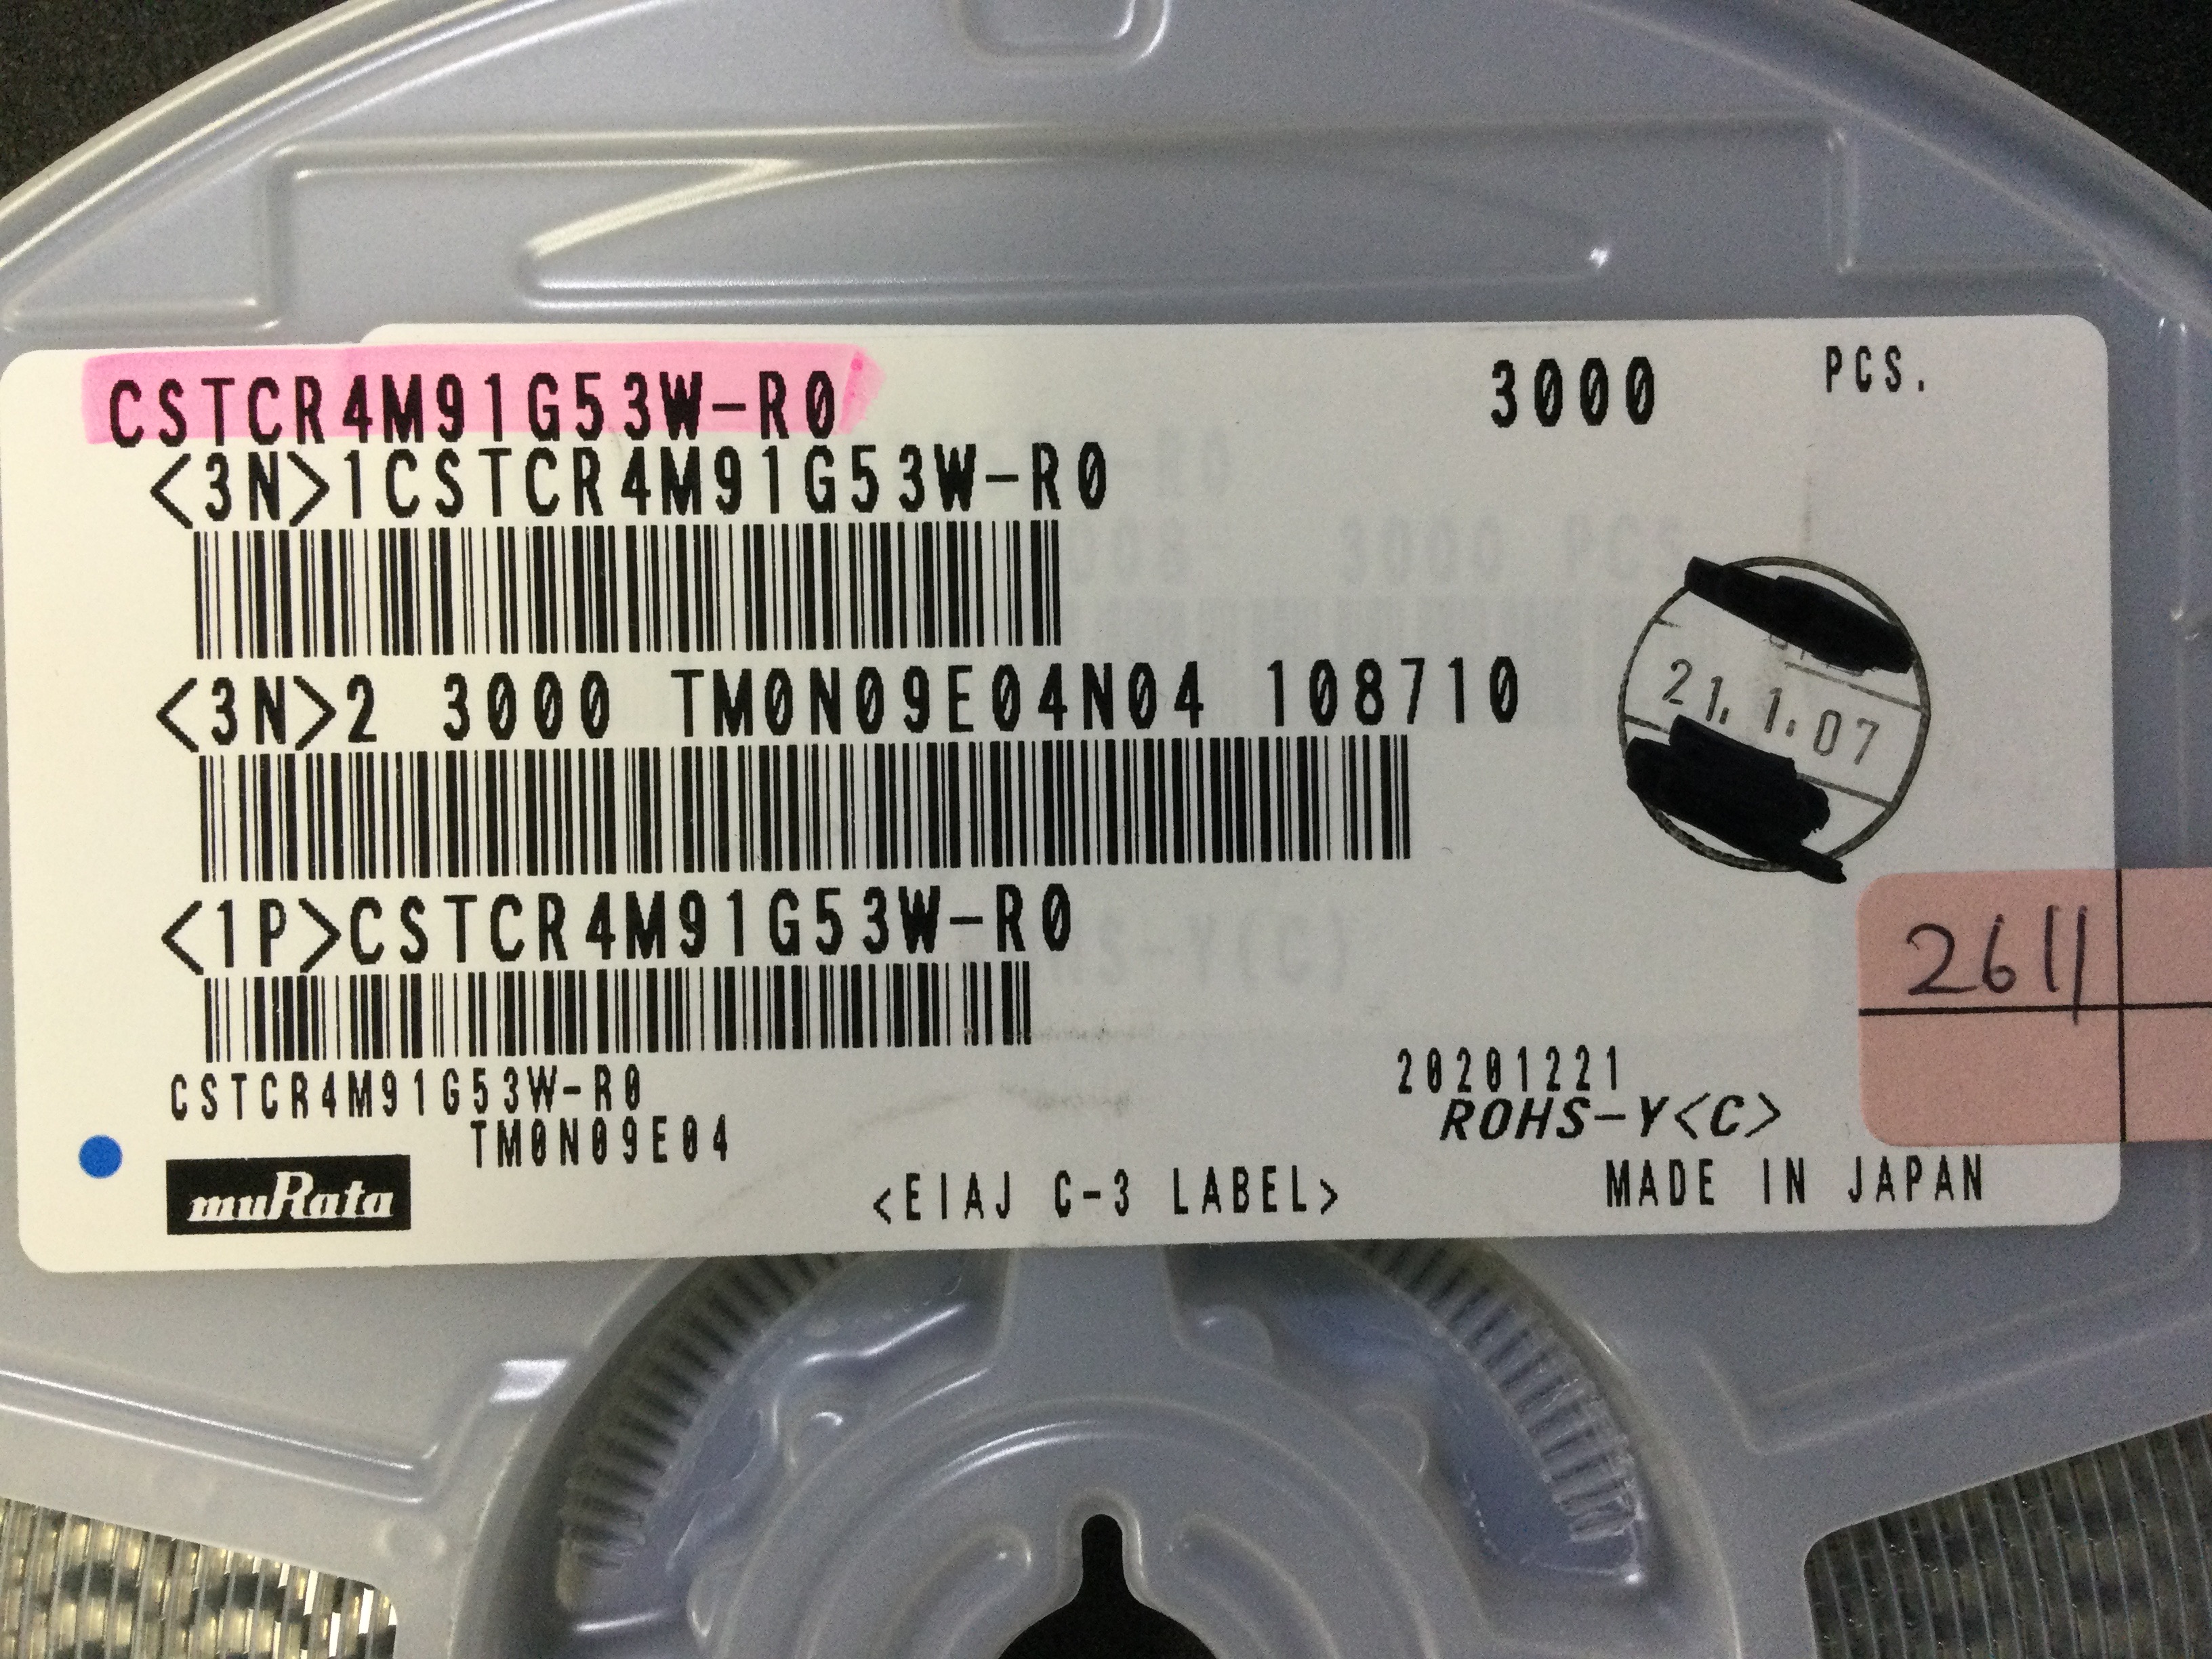 CSTCR4M91G53W-R0 3000 PCS.
<3N>1CSTCR4M91G53W-R0
<3N>2 3000 TM0N09E04N04 108710
21.1.07
<1P>CSTCR4M91G53W-R0
2611
CSTCR4M91G53W-R0
20201221
TM0N09E04
ROHS-Y<C>
muRata
<EIAJ C-3 LABEL>
MADE IN JAPAN